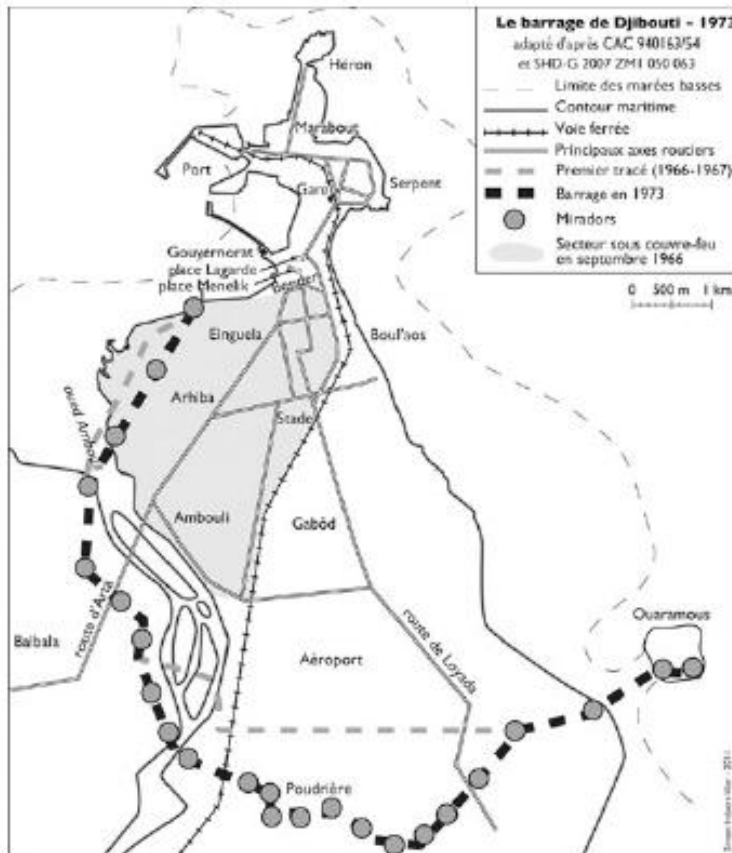 Le barrage de Djibouti - 1973
adapté d'après CAC 940163/54
et SHD-G 2007 ZM1 050 063
Limite des marées basses
Contour maritime
Voie ferrée
Principaux axes routiers
Premier tracé (1966-1967)
Barrage en 1973
Miradors
Secteur sous couvre-feu
en septembre 1966
0 500 m 1 km
Héron
Marabout
Port
Gare
Serpent
Gouvernorat
place Lagarde
place Menelik
Bender
Einguela
Boul'aos
Arhiba
oued Ambouli
Stade
Ambouli
Gabôd
route d'Arta
Balbala
Ouaramous
route de Loyada
Aéroport
Poudrière